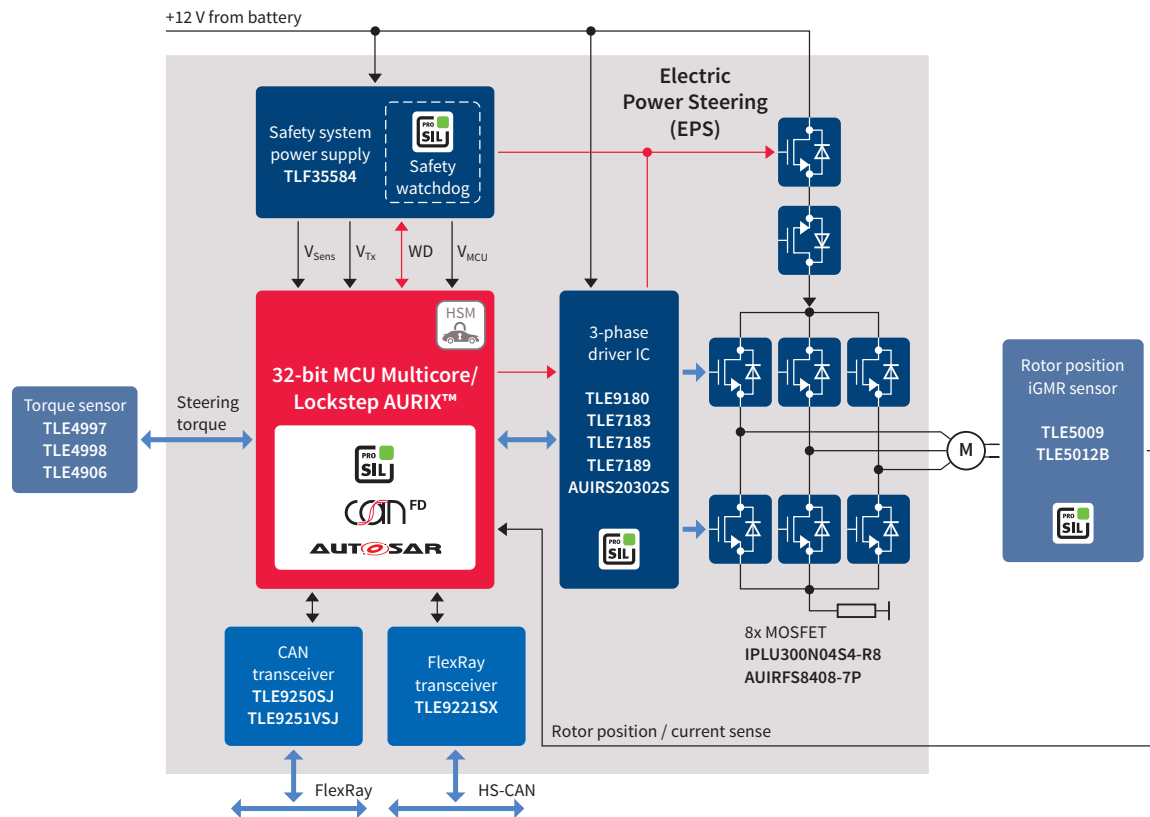 +12 V from battery
Electric
Power Steering
(EPS)
Safety system
power supply
TLF35584
PRO
SIL
Safety
watchdog
VSens
VTx
WD
VMCU
HSM
32-bit MCU Multicore/
Lockstep AURIX™
PRO
SIL
CAN FD
AUTOSAR
Torque sensor
TLE4997
TLE4998
TLE4906
Steering
torque
3-phase
driver IC
TLE9180
TLE7183
TLE7185
TLE7189
AUIRS20302S
PRO
SIL
M
Rotor position
iGMR sensor
TLE5009
TLE5012B
PRO
SIL
8x MOSFET
IPLU300N04S4-R8
AUIRFS8408-7P
CAN
transceiver
TLE9250SJ
TLE9251VSJ
FlexRay
transceiver
TLE9221SX
Rotor position / current sense
FlexRay
HS-CAN